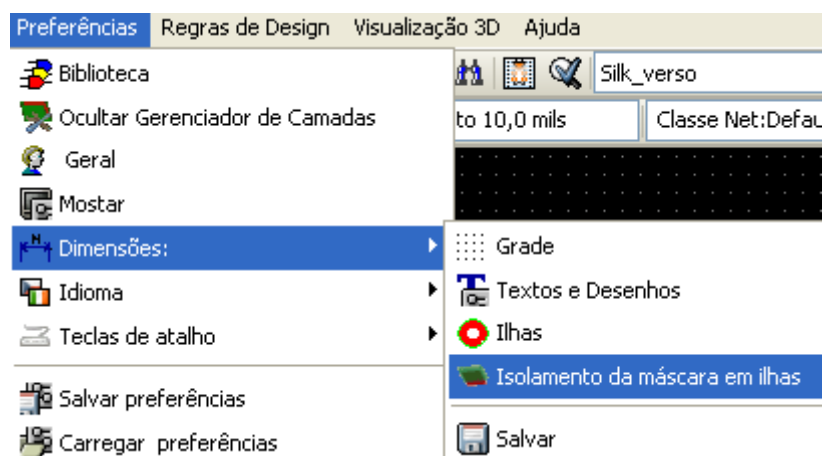 Preferências Regras de Design Visualização 3D Ajuda
Biblioteca
Silk_verso
Ocultar Gerenciador de Camadas
to 10,0 mils
Classe Net:Defau
Geral
Mostar
Dimensões:
Grade
Idioma
Textos e Desenhos
Teclas de atalho
Ilhas
Isolamento da máscara em ilhas
Salvar preferências
Carregar preferências
Salvar